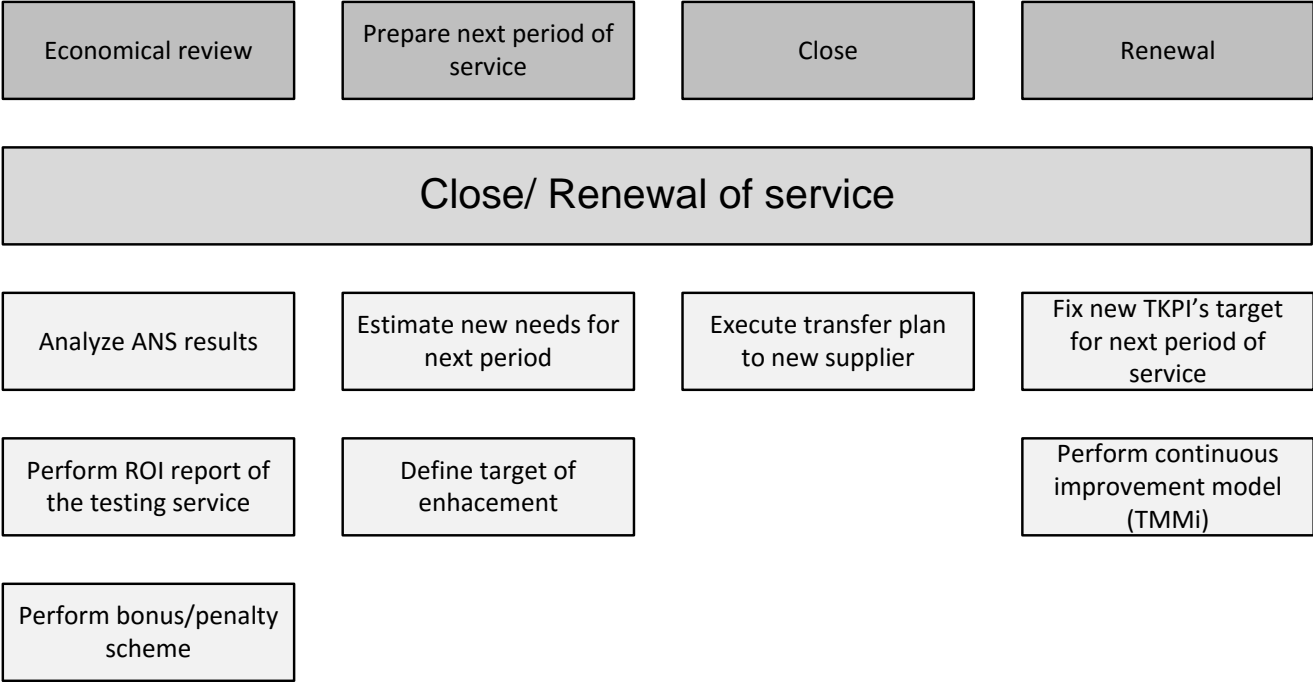 Economical review
Prepare next period of
service
Close
Renewal
Close/ Renewal of service
Analyze ANS results
Estimate new needs for
next period
Execute transfer plan
to new supplier
Fix new TKPI’s target
for next period of
service
Perform ROI report of
the testing service
Define target of
enhacement
Perform continuous
improvement model
(TMMi)
Perform bonus/penalty
scheme